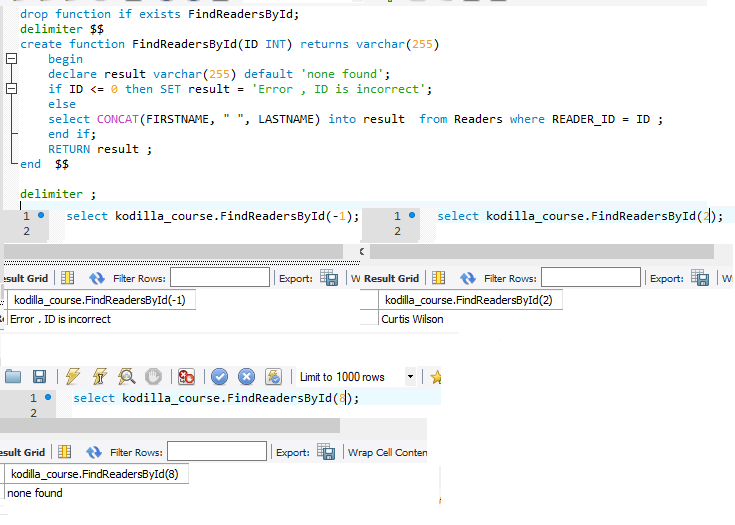 drop function if exists FindReadersById;
delimiter $$
create function FindReadersById(ID INT) returns varchar(255)
begin
declare result varchar(255) default 'none found';
if ID <= 0 then SET result = 'Error , ID is incorrect';
else
select CONCAT(FIRSTNAME, " ", LASTNAME) into result  from Readers where READER_ID = ID ;
end if;
RETURN result ;
end  $$
delimiter ;
1 select kodilla_course.FindReadersById(-1);
2
esult Grid Filter Rows: Export: W
kodilla_course.FindReadersById(-1)
Error , ID is incorrect
1 select kodilla_course.FindReadersById(2);
2
Result Grid Filter Rows: Export: W
kodilla_course.FindReadersById(2)
Curtis Wilson
Limit to 1000 rows
1 select kodilla_course.FindReadersById(8);
2
esult Grid Filter Rows: Export: Wrap Cell Conten
kodilla_course.FindReadersById(8)
none found